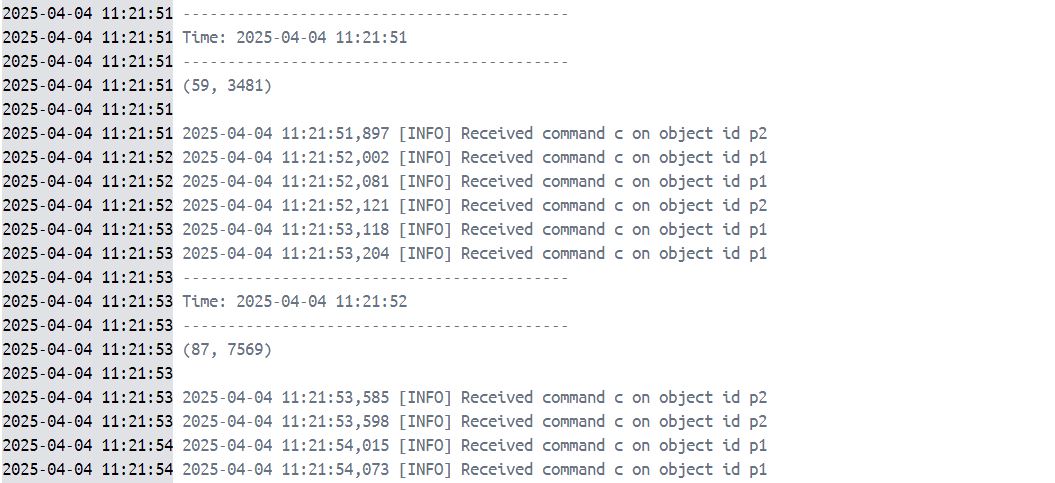 2025-04-04 11:21:51 -------------------------------------------
2025-04-04 11:21:51 Time: 2025-04-04 11:21:51
2025-04-04 11:21:51 -------------------------------------------
2025-04-04 11:21:51 (59, 3481)
2025-04-04 11:21:51
2025-04-04 11:21:51 2025-04-04 11:21:51,897 [INFO] Received command c on object id p2
2025-04-04 11:21:52 2025-04-04 11:21:52,002 [INFO] Received command c on object id p1
2025-04-04 11:21:52 2025-04-04 11:21:52,081 [INFO] Received command c on object id p1
2025-04-04 11:21:52 2025-04-04 11:21:52,121 [INFO] Received command c on object id p2
2025-04-04 11:21:53 2025-04-04 11:21:53,118 [INFO] Received command c on object id p1
2025-04-04 11:21:53 2025-04-04 11:21:53,204 [INFO] Received command c on object id p1
2025-04-04 11:21:53 -------------------------------------------
2025-04-04 11:21:53 Time: 2025-04-04 11:21:52
2025-04-04 11:21:53 -------------------------------------------
2025-04-04 11:21:53 (87, 7569)
2025-04-04 11:21:53
2025-04-04 11:21:53 2025-04-04 11:21:53,585 [INFO] Received command c on object id p2
2025-04-04 11:21:53 2025-04-04 11:21:53,598 [INFO] Received command c on object id p2
2025-04-04 11:21:54 2025-04-04 11:21:54,015 [INFO] Received command c on object id p1
2025-04-04 11:21:54 2025-04-04 11:21:54,073 [INFO] Received command c on object id p1